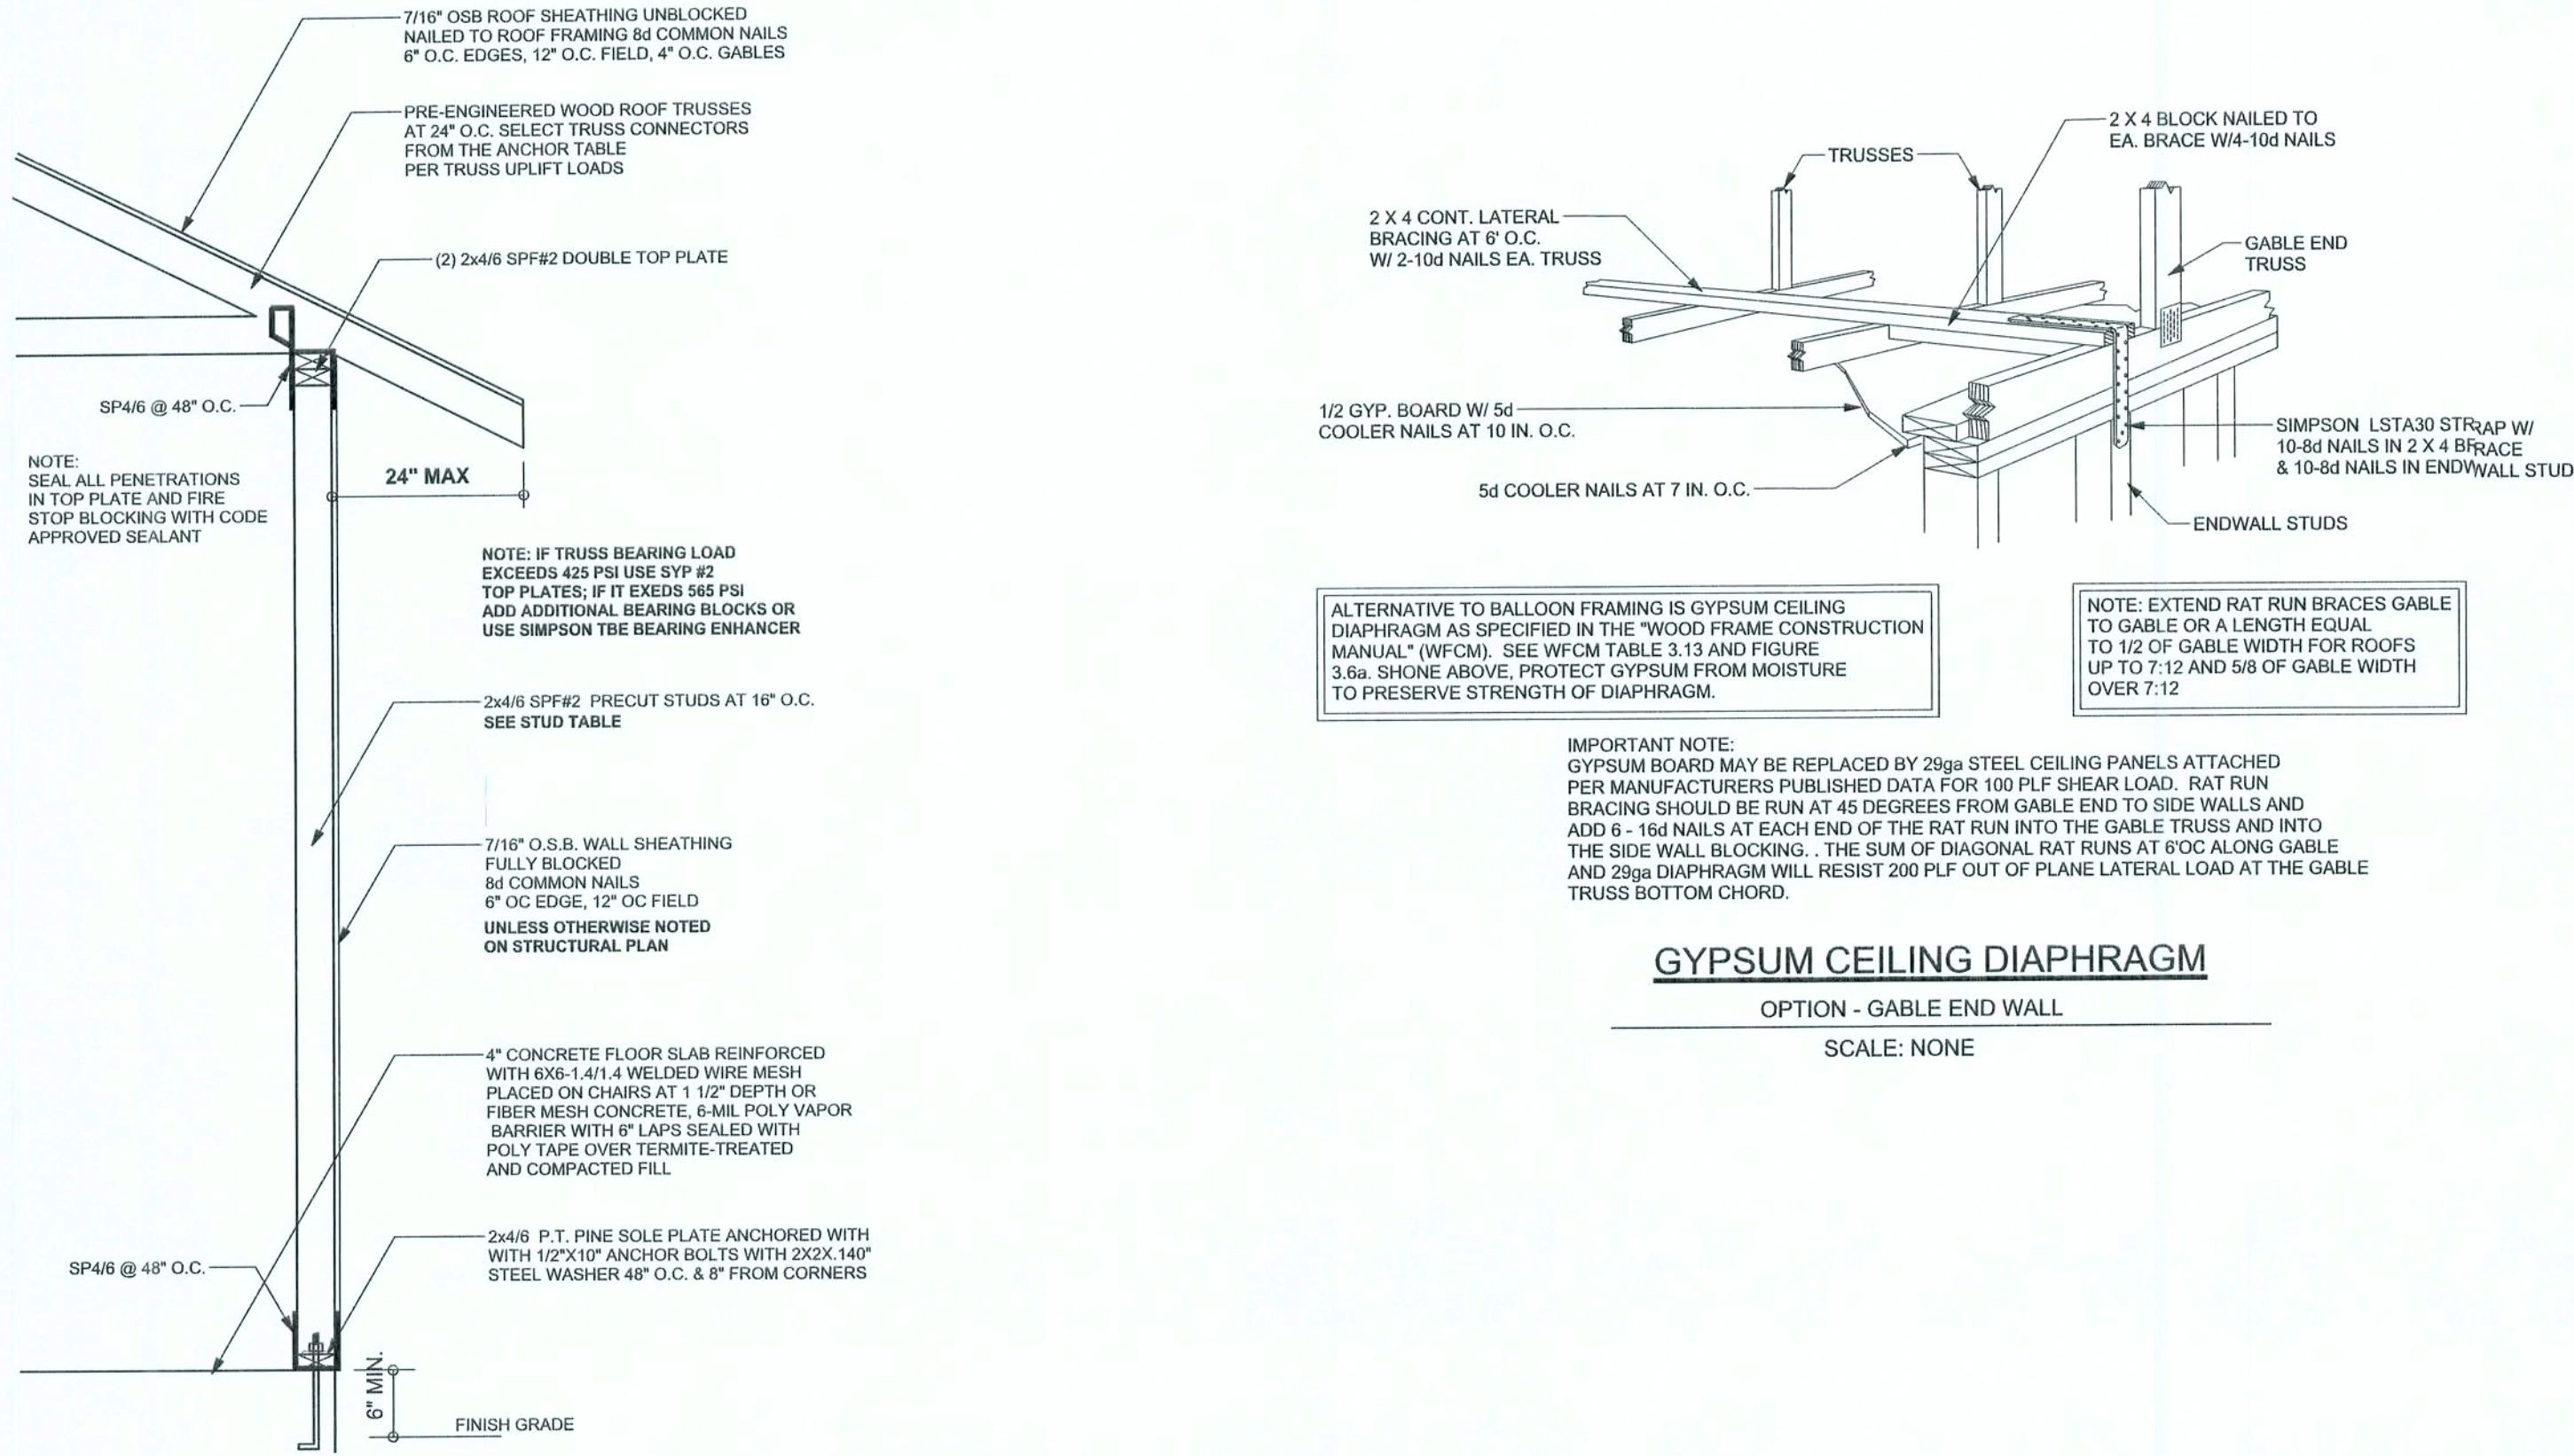 7/16" OSB ROOF SHEATHING UNBLOCKED
NAILED TO ROOF FRAMING 8d COMMON NAILS
6" O.C. EDGES, 12" O.C. FIELD, 4" O.C. GABLES
PRE-ENGINEERED WOOD ROOF TRUSSES
AT 24" O.C. SELECT TRUSS CONNECTORS
FROM THE ANCHOR TABLE
PER TRUSS UPLIFT LOADS
(2) 2x4/6 SPF#2 DOUBLE TOP PLATE
SP4/6 @ 48" O.C.
NOTE:
SEAL ALL PENETRATIONS
IN TOP PLATE AND FIRE
STOP BLOCKING WITH CODE
APPROVED SEALANT
24" MAX
NOTE: IF TRUSS BEARING LOAD
EXCEEDS 425 PSI USE SYP #2
TOP PLATES; IF IT EXEDS 565 PSI
ADD ADDITIONAL BEARING BLOCKS OR
USE SIMPSON TBE BEARING ENHANCER
2x4/6 SPF#2 PRECUT STUDS AT 16" O.C.
SEE STUD TABLE
7/16" O.S.B. WALL SHEATHING
FULLY BLOCKED
8d COMMON NAILS
6" OC EDGE, 12" OC FIELD
UNLESS OTHERWISE NOTED
ON STRUCTURAL PLAN
4" CONCRETE FLOOR SLAB REINFORCED
WITH 6X6-1.4/1.4 WELDED WIRE MESH
PLACED ON CHAIRS AT 1 1/2" DEPTH OR
FIBER MESH CONCRETE, 6-MIL POLY VAPOR
BARRIER WITH 6" LAPS SEALED WITH
POLY TAPE OVER TERMITE-TREATED
AND COMPACTED FILL
2x4/6 P.T. PINE SOLE PLATE ANCHORED WITH
WITH 1/2"X10" ANCHOR BOLTS WITH 2X2X.140"
STEEL WASHER 48" O.C. & 8" FROM CORNERS
SP4/6 @ 48" O.C.
6" MIN.
FINISH GRADE
2 X 4 BLOCK NAILED TO
EA. BRACE W/4-10d NAILS
TRUSSES
2 X 4 CONT. LATERAL
BRACING AT 6' O.C.
W/ 2-10d NAILS EA. TRUSS
GABLE END
TRUSS
1/2 GYP. BOARD W/ 5d
COOLER NAILS AT 10 IN. O.C.
5d COOLER NAILS AT 7 IN. O.C.
SIMPSON LSTA30 STRRAP W/
10-8d NAILS IN 2 X 4 BFRACE
& 10-8d NAILS IN ENDWWALL STUD
ENDWALL STUDS
ALTERNATIVE TO BALLOON FRAMING IS GYPSUM CEILING
DIAPHRAGM AS SPECIFIED IN THE "WOOD FRAME CONSTRUCTION
MANUAL" (WFCM). SEE WFCM TABLE 3.13 AND FIGURE
3.6a. SHONE ABOVE, PROTECT GYPSUM FROM MOISTURE
TO PRESERVE STRENGTH OF DIAPHRAGM.
NOTE: EXTEND RAT RUN BRACES GABLE
TO GABLE OR A LENGTH EQUAL
TO 1/2 OF GABLE WIDTH FOR ROOFS
UP TO 7:12 AND 5/8 OF GABLE WIDTH
OVER 7:12
IMPORTANT NOTE:
GYPSUM BOARD MAY BE REPLACED BY 29ga STEEL CEILING PANELS ATTACHED
PER MANUFACTURERS PUBLISHED DATA FOR 100 PLF SHEAR LOAD. RAT RUN
BRACING SHOULD BE RUN AT 45 DEGREES FROM GABLE END TO SIDE WALLS AND
ADD 6 - 16d NAILS AT EACH END OF THE RAT RUN INTO THE GABLE TRUSS AND INTO
THE SIDE WALL BLOCKING. . THE SUM OF DIAGONAL RAT RUNS AT 6'OC ALONG GABLE
AND 29ga DIAPHRAGM WILL RESIST 200 PLF OUT OF PLANE LATERAL LOAD AT THE GABLE
TRUSS BOTTOM CHORD.
GYPSUM CEILING DIAPHRAGM
OPTION - GABLE END WALL
SCALE: NONE